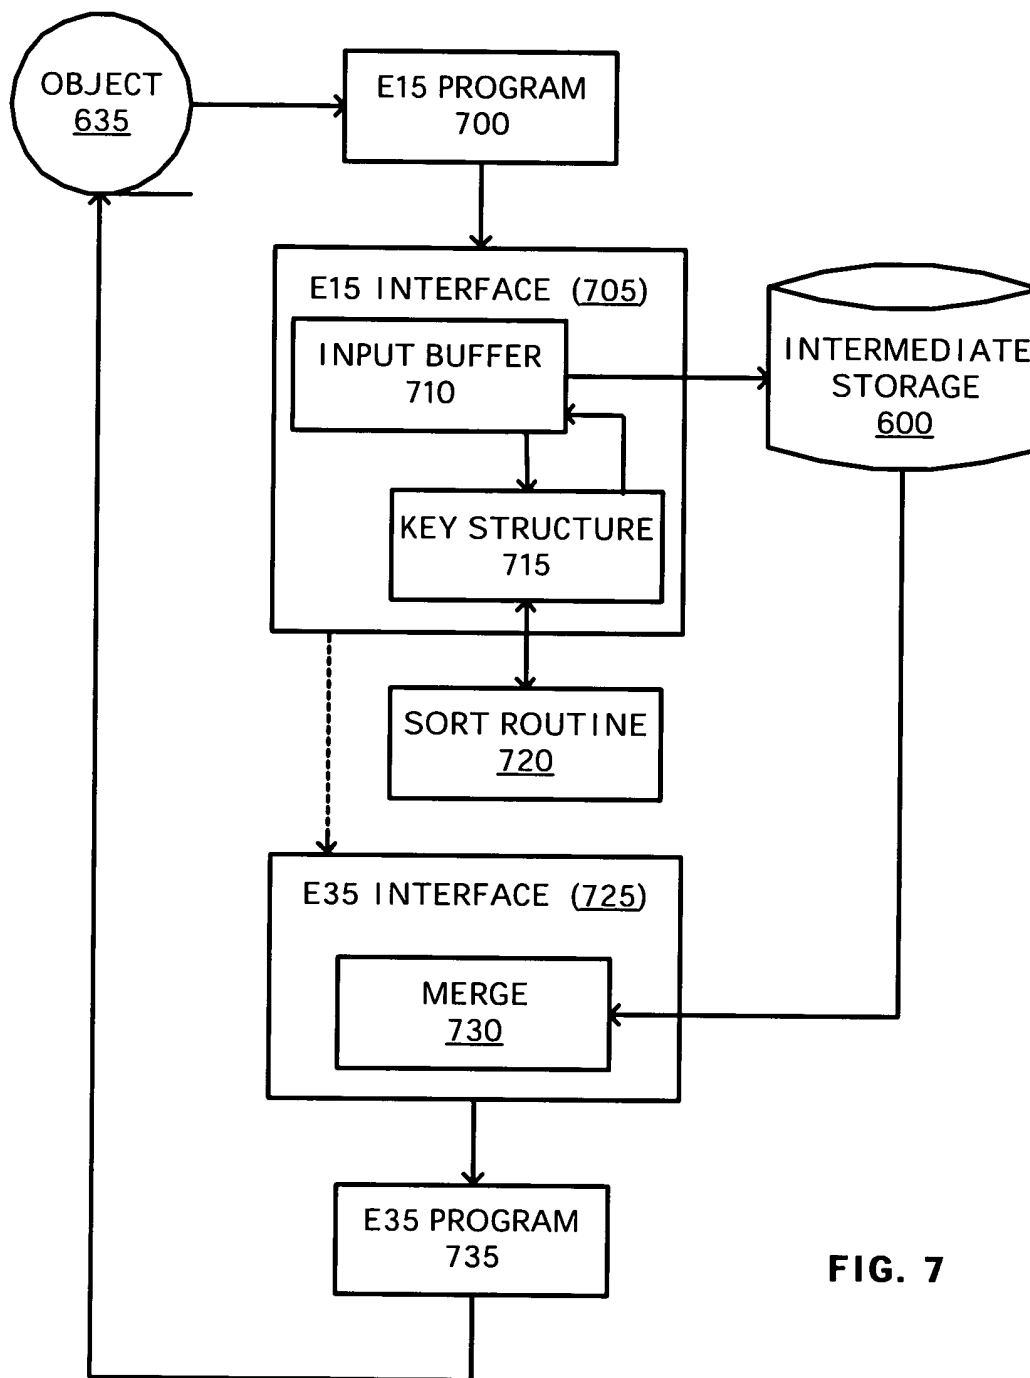 OBJECT
635
E15 PROGRAM
700
E15 INTERFACE (705)
INPUT BUFFER
710
INTERMEDIATE
STORAGE
600
KEY STRUCTURE
715
SORT ROUTINE
720
E35 INTERFACE (725)
MERGE
730
E35 PROGRAM
735
FIG. 7